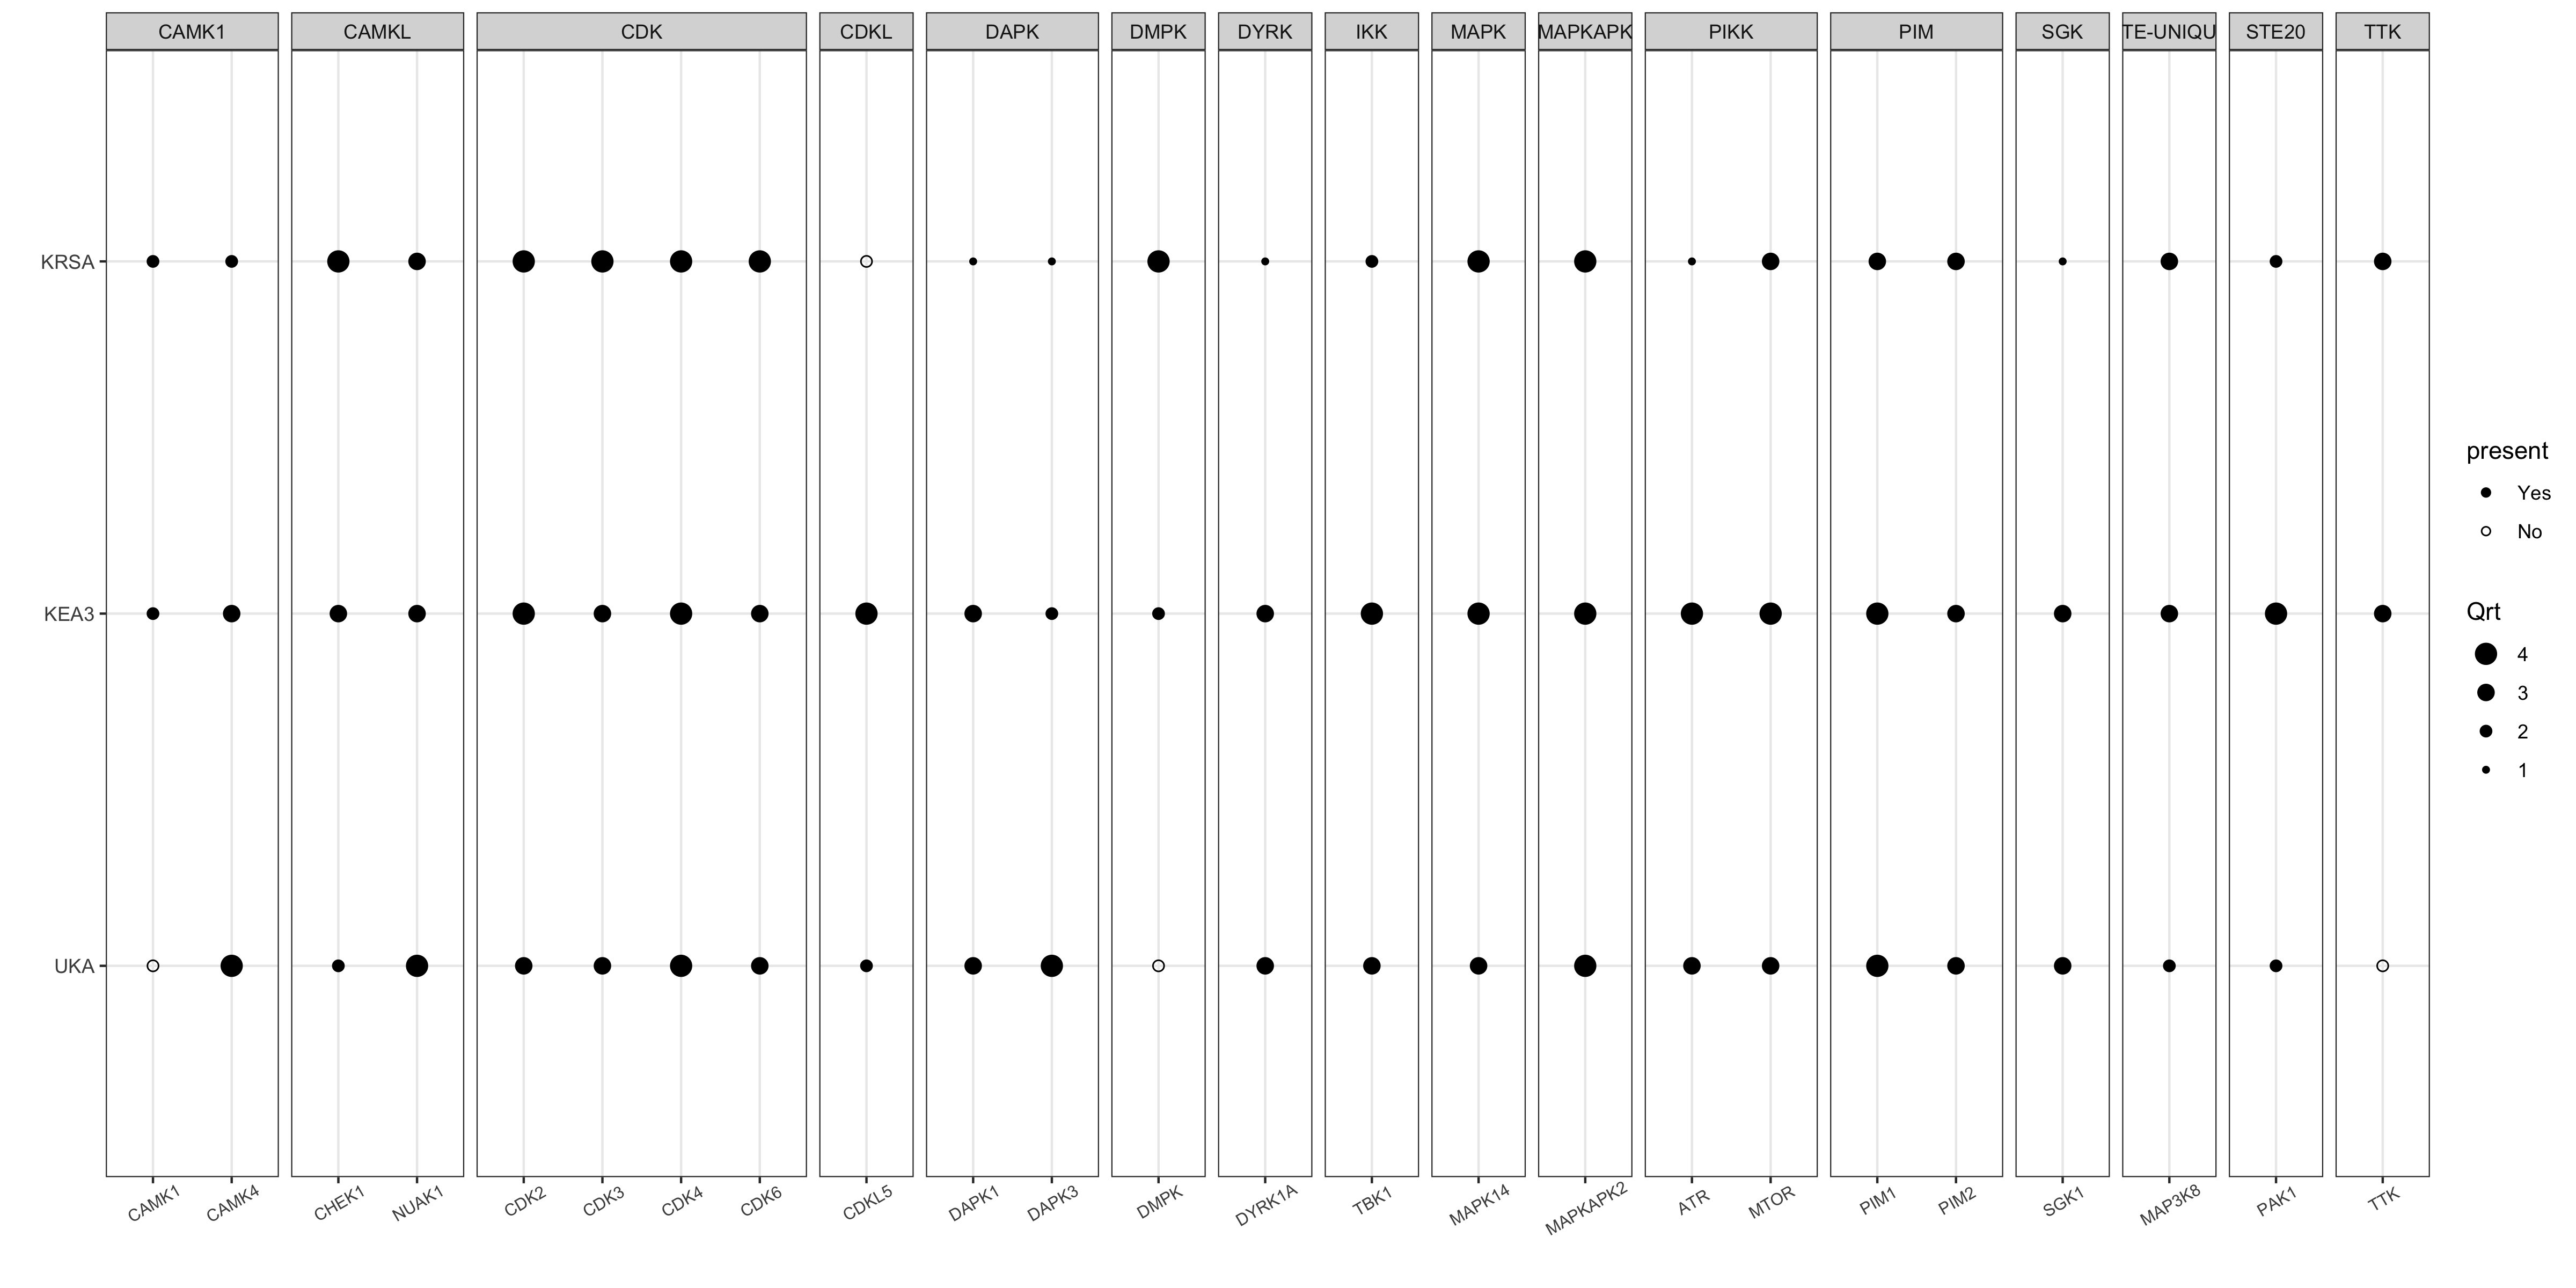 CAMK1 CAMKL CDK CDKL DAPK DMPK DYRK IKK MAPK MAPKAPK PIKK PIM SGK TE-UNIQU STE20 TTK
KRSA
KEA3
UKA
CAMK1 CAMK4 CHEK1 NUAK1 CDK2 CDK3 CDK4 CDK6 CDKL5 DAPK1 DAPK3 DMPK DYRK1A TBK1 MAPK14 MAPKAPK2 ATR MTOR PIM1 PIM2 SGK1 MAP3K8 PAK1 TTK
present
Yes
No
Qrt
4
3
2
1